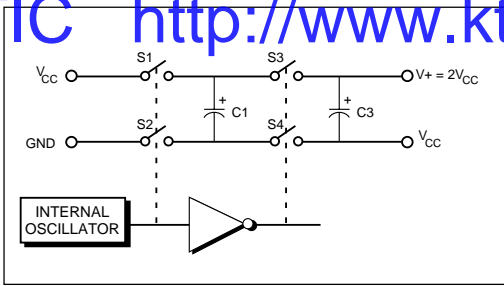 IC http://www.kt
S1 S3
VCC V+ = 2VCC
+ C1 + C3
S2 S4
GND VCC
INTERNAL
OSCILLATOR